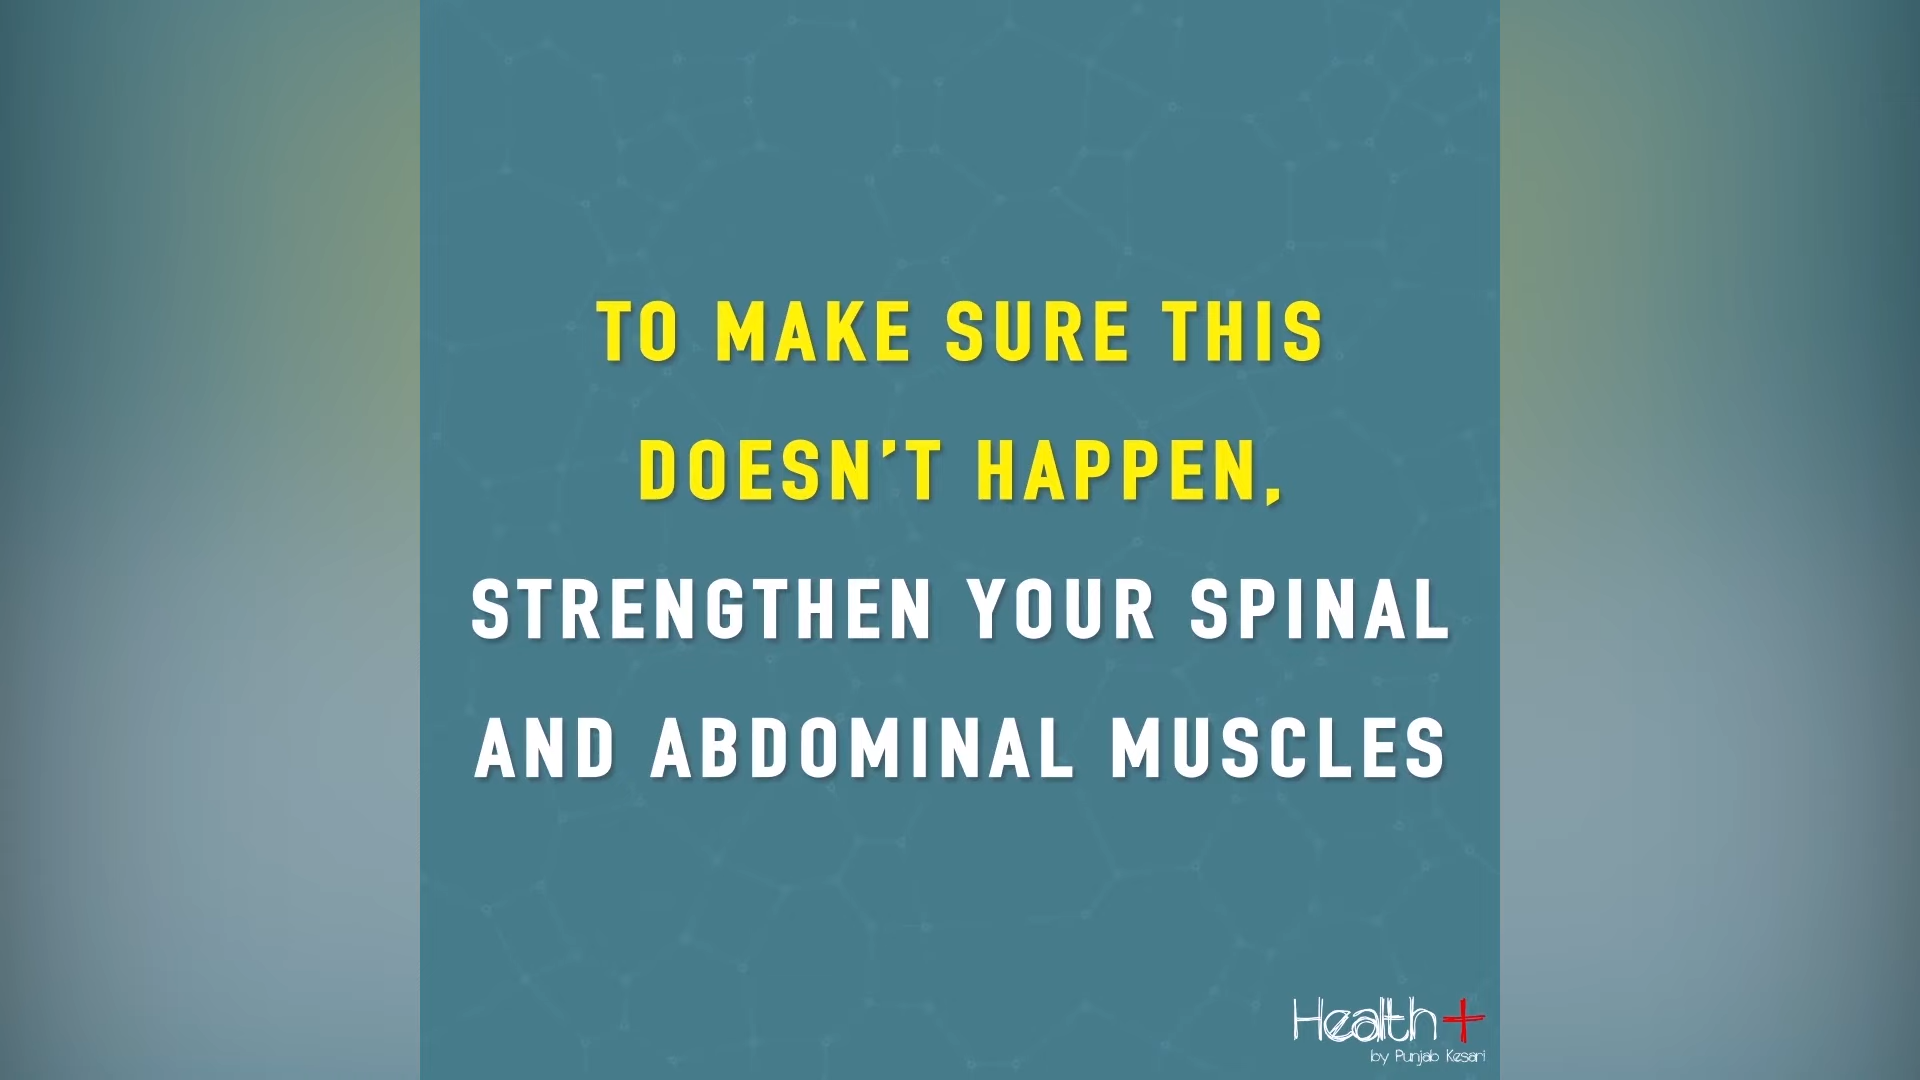 TO MAKE SURE THIS
DOESN'T HAPPEN,
STRENGTHEN YOUR SPINAL
AND ABDOMINAL MUSCLES
Health+
by Punjab Kesari